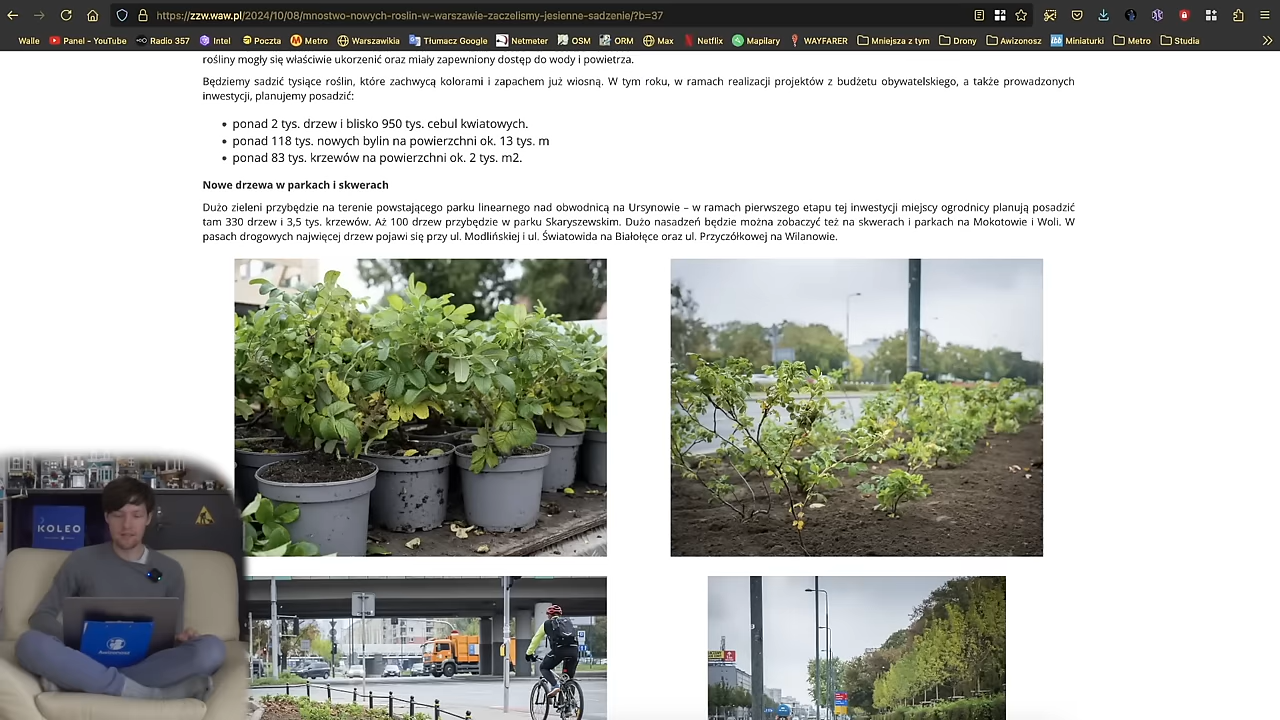 https://zzw.waw.pl/2024/10/08/mnostwo-nowych-roslin-w-warszawie-zaczelismy-jesienne-sadzenie/?b=37
Walle Panel - YouTube Radio 357 Intel Poczta Metro Warszawikia Tłumacz Google Netmeter OSM ORM Max Netflix Mapilary WAYFARER Mniejsza z tym Drony Awizonosz Miniaturki Metro Studia
rośliny mogły się właściwie ukorzenić oraz miały zapewniony dostęp do wody i powietrza.
Będziemy sadzić tysiące roślin, które zachwycą kolorami i zapachem już wiosną. W tym roku, w ramach realizacji projektów z budżetu obywatelskiego, a także prowadzonych
inwestycji, planujemy posadzić:
ponad 2 tys. drzew i blisko 950 tys. cebul kwiatowych.
ponad 118 tys. nowych bylin na powierzchni ok. 13 tys. m
ponad 83 tys. krzewów na powierzchni ok. 2 tys. m2.
Nowe drzewa w parkach i skwerach
Dużo zieleni przybędzie na terenie powstającego parku linearnego nad obwodnicą na Ursynowie – w ramach pierwszego etapu tej inwestycji miejscy ogrodnicy planują posadzić
tam 330 drzew i 3,5 tys. krzewów. Aż 100 drzew przybędzie w parku Skaryszewskim. Dużo nasadzeń będzie można zobaczyć też na skwerach i parkach na Mokotowie i Woli. W
pasach drogowych najwięcej drzew pojawi się przy ul. Modlińskiej i ul. Światowida na Białołęce oraz ul. Przyczółkowej na Wilanowie.
KOLEO